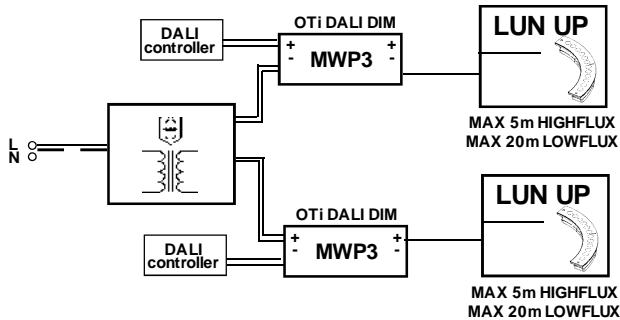 OTi DALI DIM
DALI
controller
+ +
- -
MWP3
LUN UP
MAX 5m HIGHFLUX
MAX 20m LOWFLUX
L
N
OTi DALI DIM
DALI
controller
+ +
- -
MWP3
LUN UP
MAX 5m HIGHFLUX
MAX 20m LOWFLUX